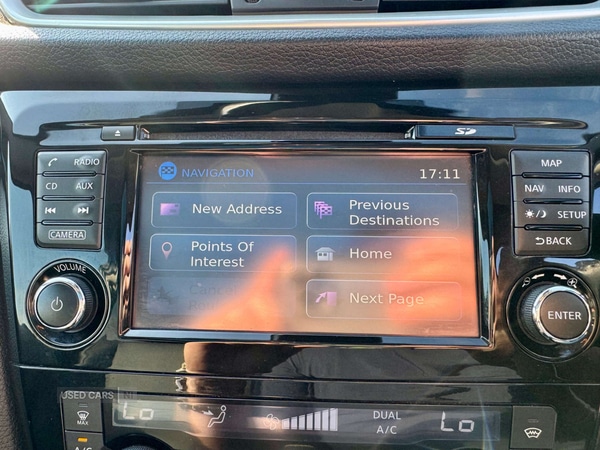 SD
RADIO
CD AUX
CAMERA
VOLUME
NAVIGATION 17:11
New Address
Previous
Destinations
Points Of
Interest
Home
Next Page
MAP
NAV INFO
SETUP
BACK
ENTER
USED CARS
MAX
Lo
DUAL
A/C
Lo
A/C